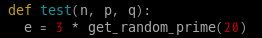 def test(n, p, q):
  e = 3 * get_random_prime(20)